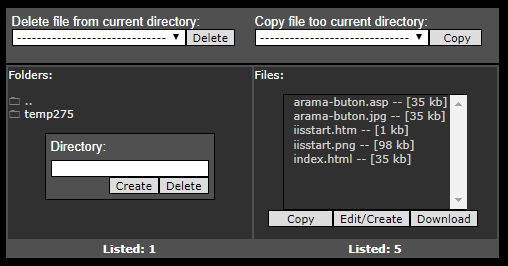 Delete file from current directory:
------------------------------ Delete
Copy file too current directory:
------------------------------ Copy
Folders:
..
temp275
Directory:
Create Delete
Files:
arama-buton.asp -- [35 kb]
arama-buton.jpg -- [35 kb]
iisstart.htm -- [1 kb]
iisstart.png -- [98 kb]
index.html -- [35 kb]
Copy Edit/Create Download
Listed: 1
Listed: 5